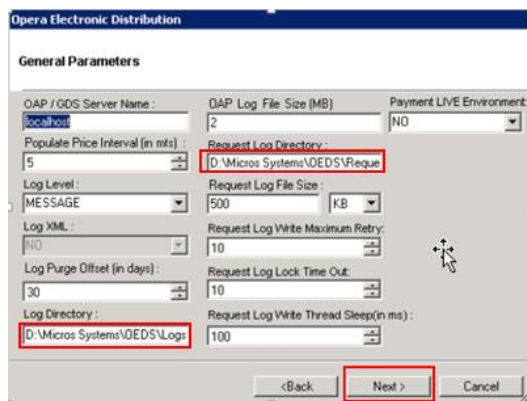 Opera Electronic Distribution
General Parameters
OAP / GDS Server Name :
localhost
Populate Price Interval (in mts) :
5
Log Level :
MESSAGE
Log XML :
NO
Log Purge Offset (in days) :
30
Log Directory :
D:\Micros Systems\OEDS\Logs
OAP Log File Size (MB)
2
Request Log Directory :
D:\Micros Systems\OEDS\Reque
Request Log File Size :
500 KB
Request Log Write Maximum Retry:
10
Request Log Lock Time Out:
10
Request Log Write Thread Sleep(in ms) :
100
Payment LIVE Environment:
NO
<Back Next > Cancel